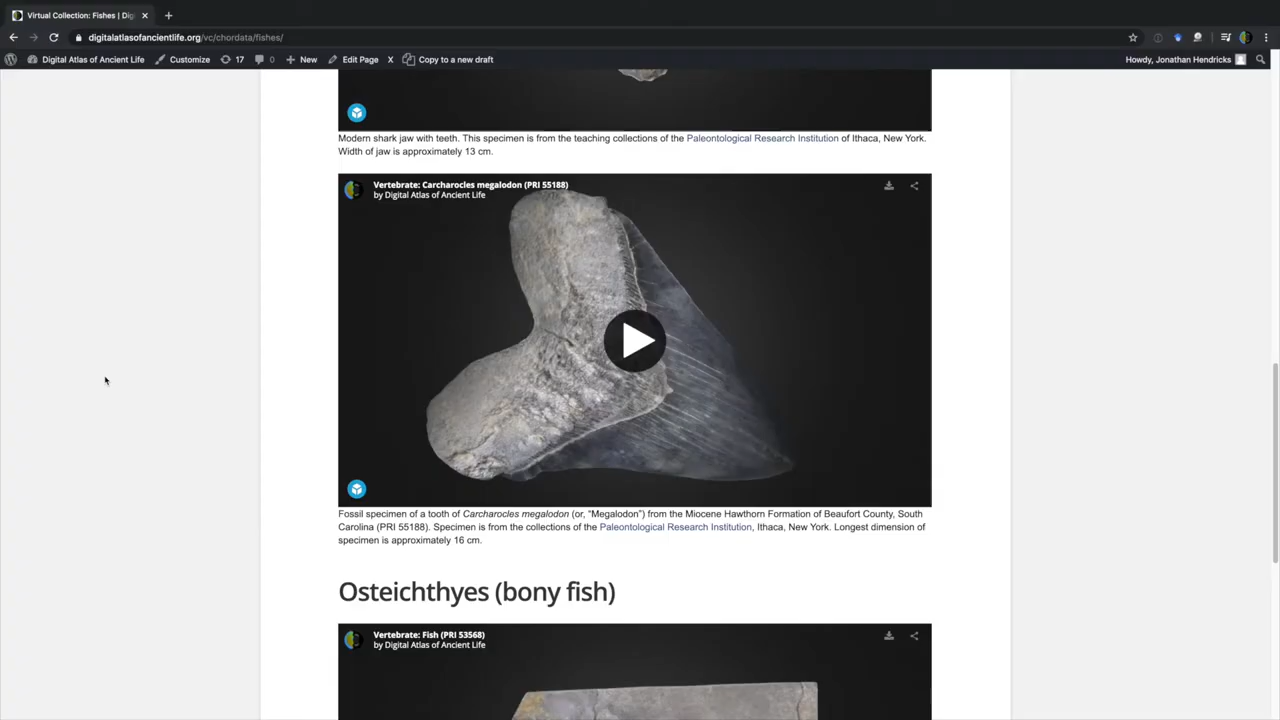 Virtual Collection: Fishes | Dig
digitalatlasofancientlife.org/vc/chordata/fishes/
Digital Atlas of Ancient Life Customize 17 0 New Edit Page X Copy to a new draft Howdy, Jonathan Hendricks
Modern shark jaw with teeth. This specimen is from the teaching collections of the Paleontological Research Institution of Ithaca, New York.
Width of jaw is approximately 13 cm.
Vertebrate: Carcharocles megalodon (PRI 55188)
by Digital Atlas of Ancient Life
Fossil specimen of a tooth of Carcharocles megalodon (or, "Megalodon") from the Miocene Hawthorn Formation of Beaufort County, South
Carolina (PRI 55188). Specimen is from the collections of the Paleontological Research Institution, Ithaca, New York. Longest dimension of
specimen is approximately 16 cm.
Osteichthyes (bony fish)
Vertebrate: Fish (PRI 53568)
by Digital Atlas of Ancient Life